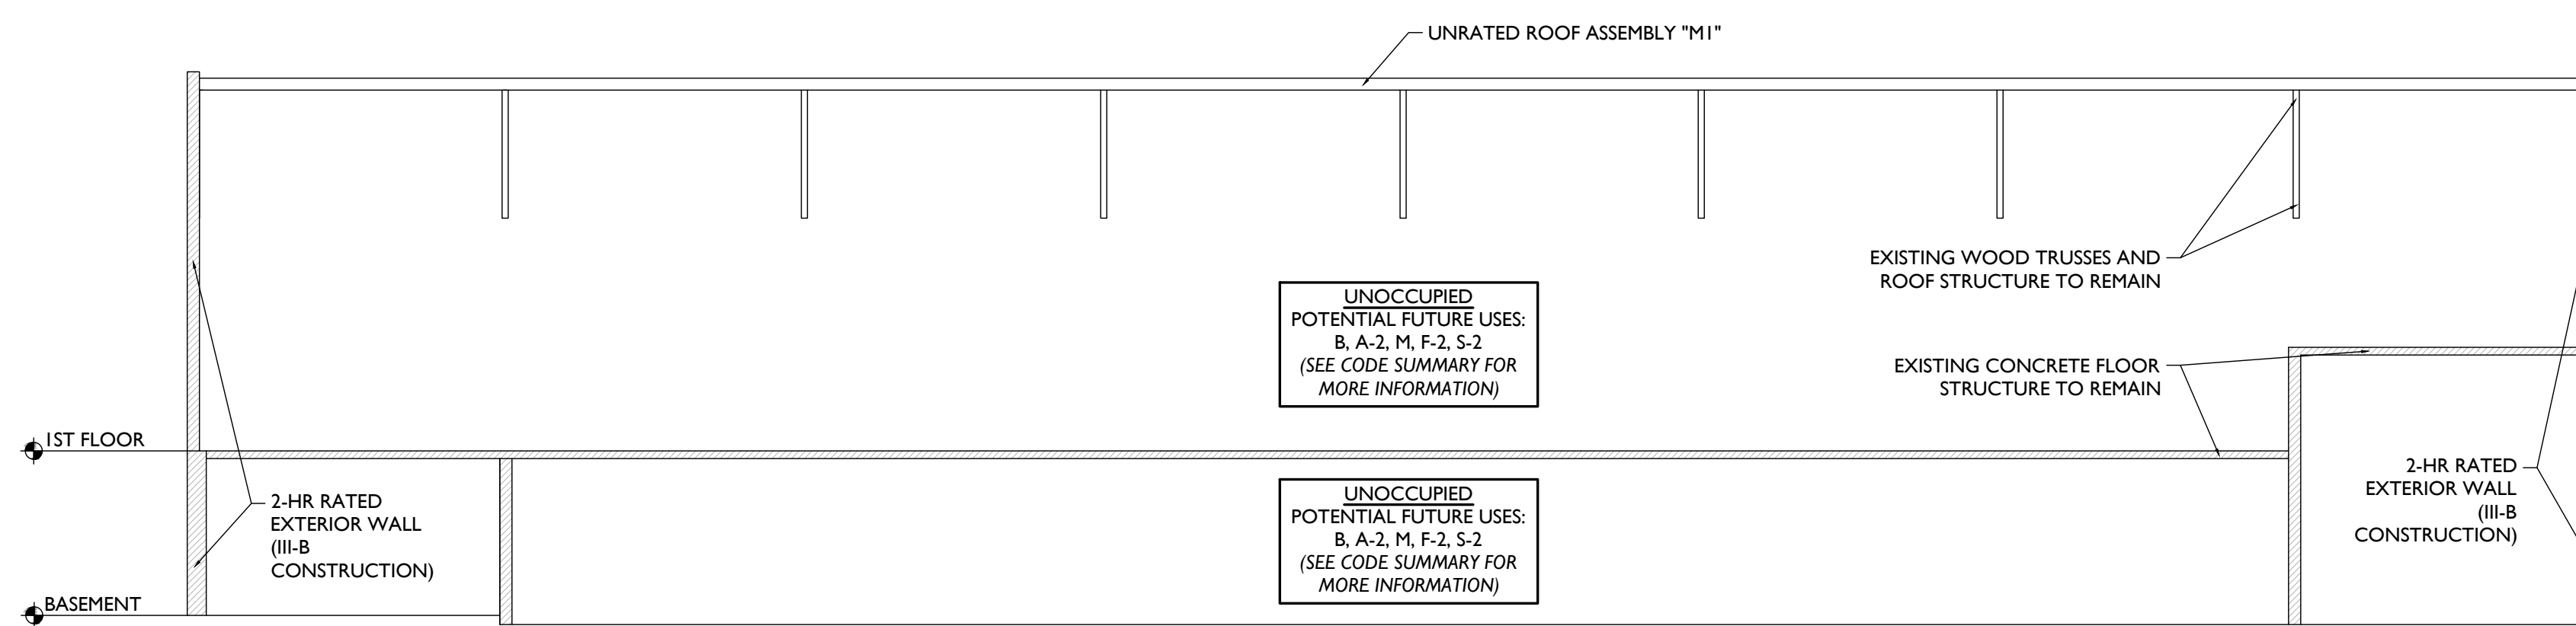 UNRATED ROOF ASSEMBLY "M1"
EXISTING WOOD TRUSSES AND
ROOF STRUCTURE TO REMAIN
UNOCCUPIED
POTENTIAL FUTURE USES:
B, A-2, M, F-2, S-2
(SEE CODE SUMMARY FOR
MORE INFORMATION)
EXISTING CONCRETE FLOOR
STRUCTURE TO REMAIN
1ST FLOOR
2-HR RATED
EXTERIOR WALL
(III-B
CONSTRUCTION)
UNOCCUPIED
POTENTIAL FUTURE USES:
B, A-2, M, F-2, S-2
(SEE CODE SUMMARY FOR
MORE INFORMATION)
2-HR RATED
EXTERIOR WALL
(III-B
CONSTRUCTION)
BASEMENT